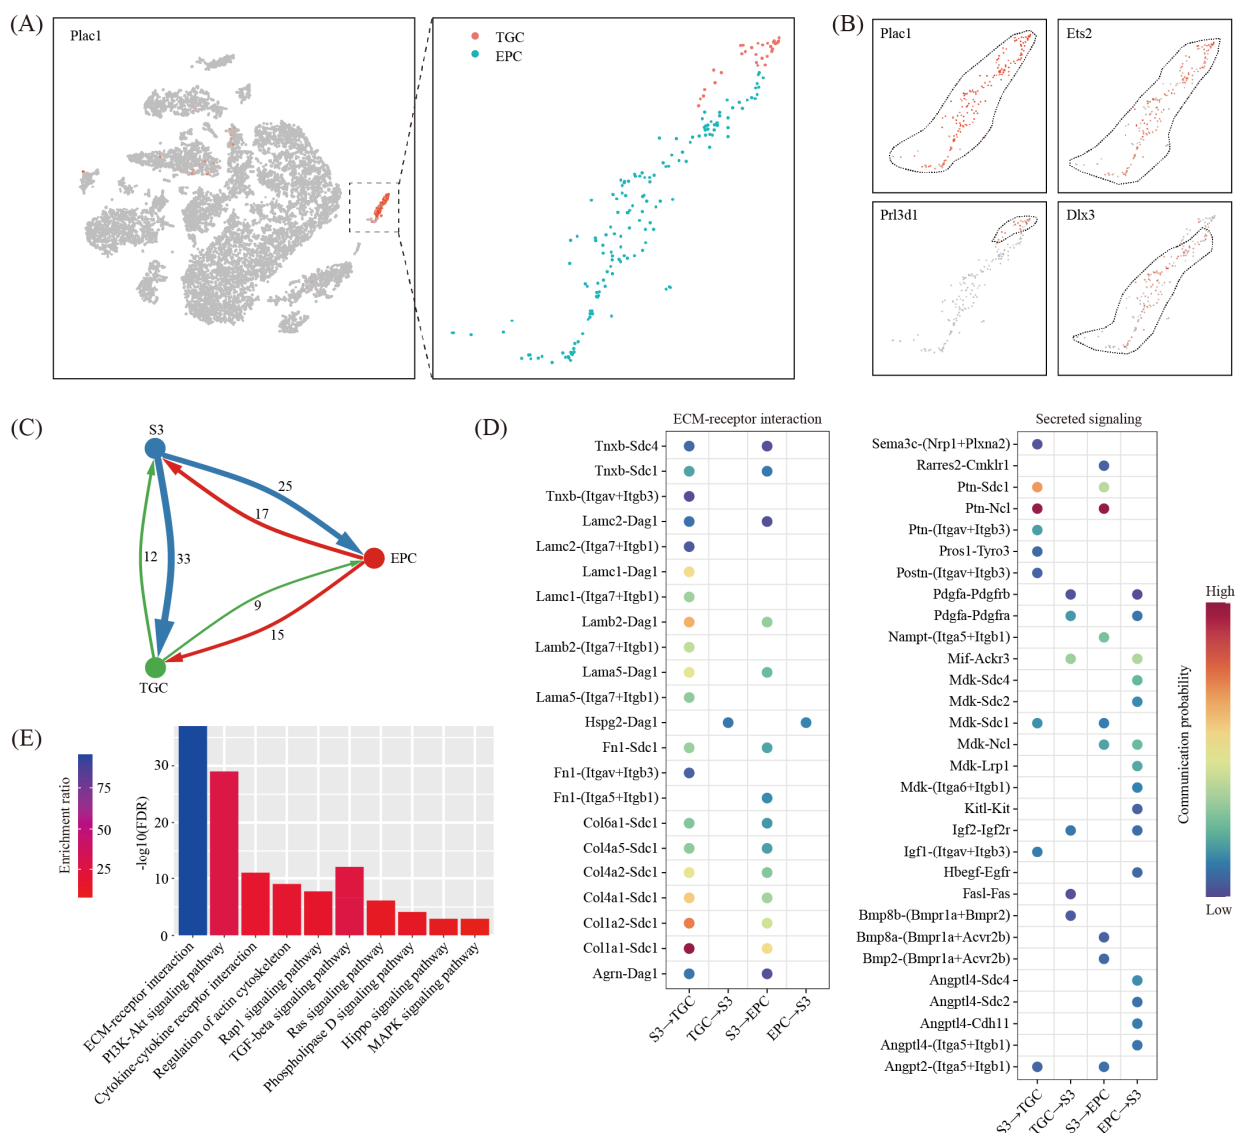 (A)
Plac1
TGC
EPC
(B)
Plac1
Ets2
Prl3d1
Dlx3
(C)
S3
25
17
12
33
EPC
9
15
TGC
(D)
ECM-receptor interaction
Tnxb-Sdc4
Tnxb-Sdc1
Tnxb-(Itgav+Itgb3)
Lamc2-Dag1
Lamc2-(Itga7+Itgb1)
Lamc1-Dag1
Lamc1-(Itga7+Itgb1)
Lamb2-Dag1
Lamb2-(Itga7+Itgb1)
Lama5-Dag1
Lama5-(Itga7+Itgb1)
Hspg2-Dag1
Fn1-Sdc1
Fn1-(Itgav+Itgb3)
Fn1-(Itga5+Itgb1)
Col6a1-Sdc1
Col4a5-Sdc1
Col4a2-Sdc1
Col4a1-Sdc1
Col1a2-Sdc1
Col1a1-Sdc1
Agrn-Dag1
S3→TGC
TGC→S3
S3→EPC
EPC→S3
Secreted signaling
Sema3c-(Nrp1+Plxna2)
Rarres2-Cmklr1
Ptn-Sdc1
Ptn-Ncl
Ptn-(Itgav+Itgb3)
Pros1-Tyro3
Postn-(Itgav+Itgb3)
Pdgfa-Pdgfrb
Pdgfa-Pdgfra
Nampt-(Itga5+Itgb1)
Mif-Ackr3
Mdk-Sdc4
Mdk-Sdc2
Mdk-Sdc1
Mdk-Ncl
Mdk-Lrp1
Mdk-(Itga6+Itgb1)
Kitl-Kit
Igf2-Igf2r
Igf1-(Itgav+Itgb3)
Hbegf-Egfr
Fasl-Fas
Bmp8b-(Bmpr1a+Bmpr2)
Bmp8a-(Bmpr1a+Acvr2b)
Bmp2-(Bmpr1a+Acvr2b)
Angptl4-Sdc4
Angptl4-Sdc2
Angptl4-Cdh11
Angptl4-(Itga5+Itgb1)
Angpt2-(Itga5+Itgb1)
S3→TGC
TGC→S3
S3→EPC
EPC→S3
High
Communication probability
Low
(E)
Enrichment ratio
75
50
25
-log10(FDR)
30
20
10
0
ECM-receptor interaction
PI3K-Akt signaling pathway
Cytokine-cytokine receptor interaction
Regulation of actin cytoskeleton
Rap1 signaling pathway
TGF-beta signaling pathway
Ras signaling pathway
Phospholipase D signaling pathway
Hippo signaling pathway
MAPK signaling pathway